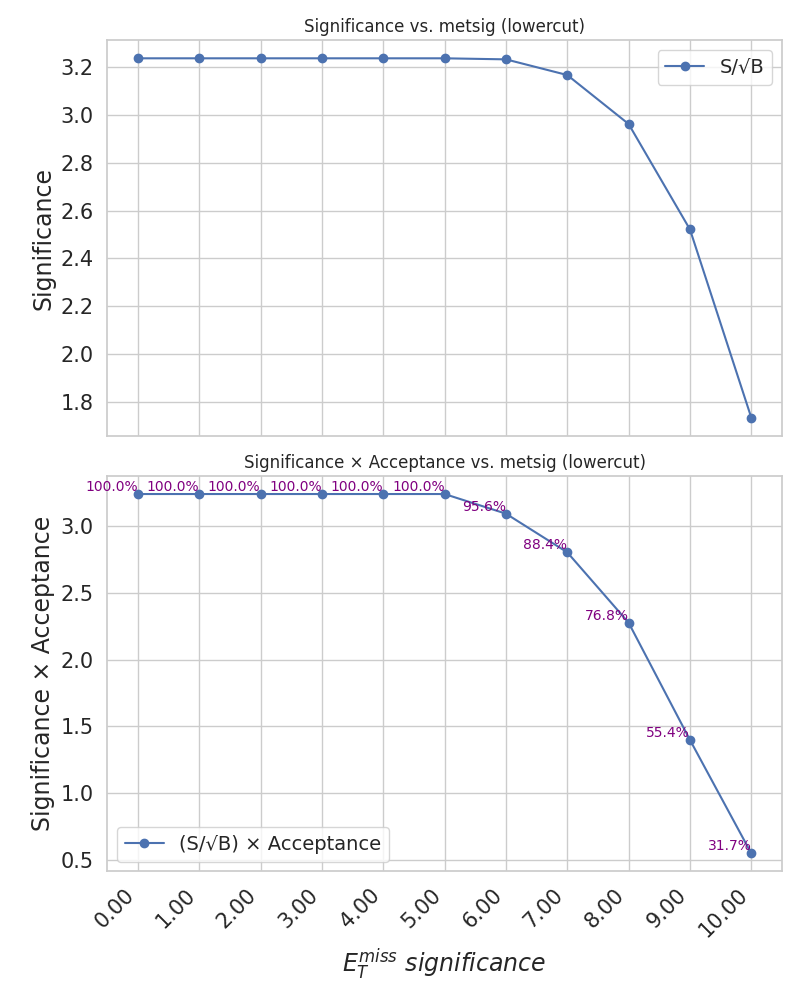 Significance vs. metsig (lowercut)
Significance
3.2
3.0
2.8
2.6
2.4
2.2
2.0
1.8
S/√B
Significance × Acceptance vs. metsig (lowercut)
Significance × Acceptance
3.0
2.5
2.0
1.5
1.0
0.5
100.0% 100.0% 100.0% 100.0% 100.0% 100.0%
95.6%
88.4%
76.8%
55.4%
31.7%
(S/√B) × Acceptance
0.00 1.00 2.00 3.00 4.00 5.00 6.00 7.00 8.00 9.00 10.00
E_T^miss significance